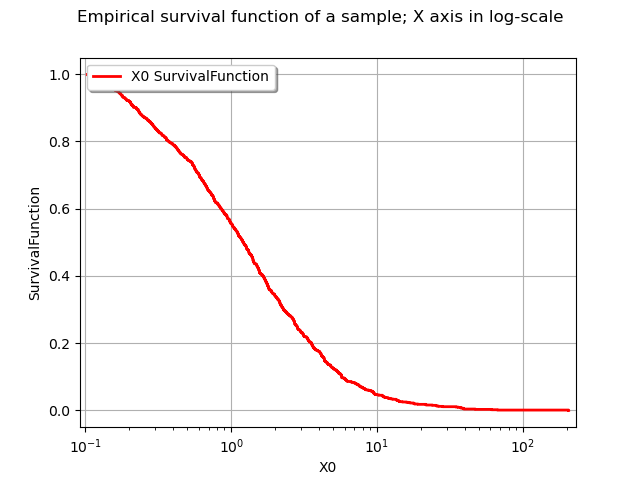 Empirical survival function of a sample; X axis in log-scale
X0 SurvivalFunction
SurvivalFunction
1.0
0.8
0.6
0.4
0.2
0.0
10⁻¹
10⁰
10¹
10²
X0